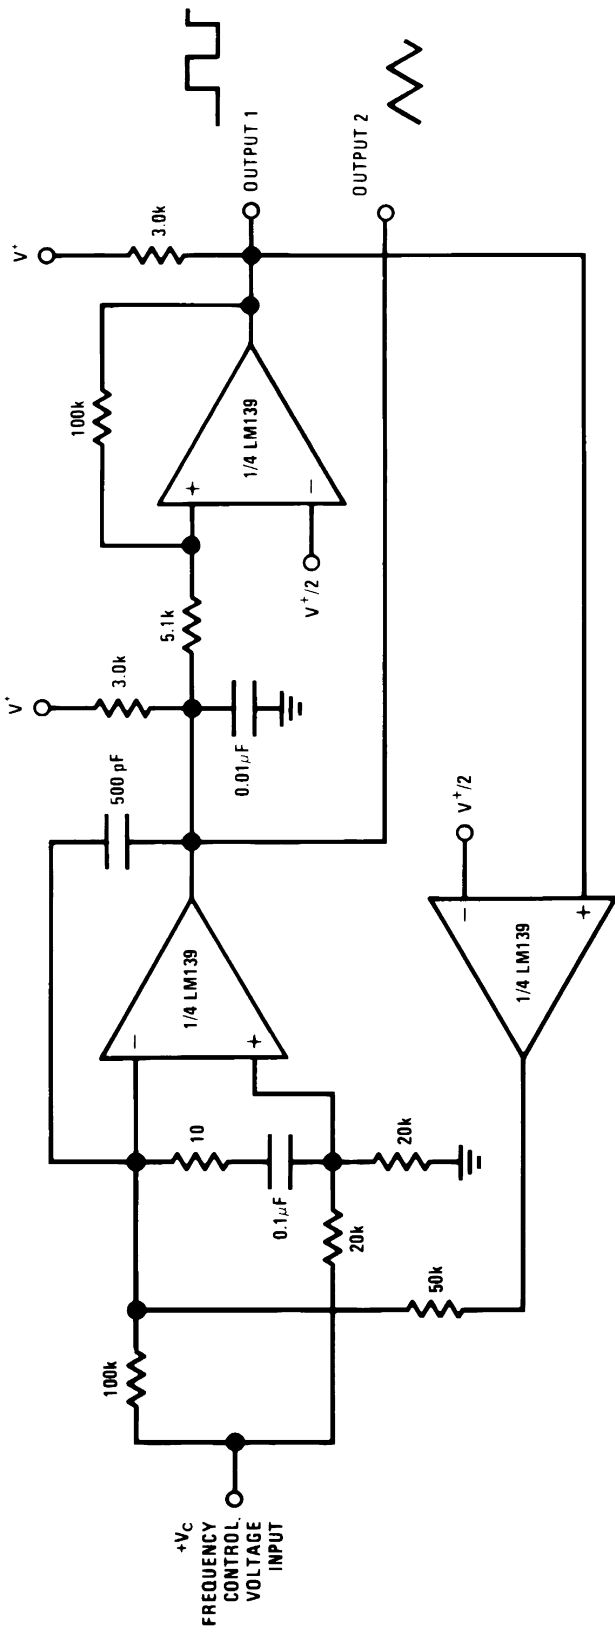 +VC
FREQUENCY
CONTROL
VOLTAGE
INPUT
100k
20k
50k
20k
0.1µF
10
−
+
1/4 LM139
500 pF
V+
3.0k
0.01µF
5.1k
100k
+
−
1/4 LM139
V+/2
V+
3.0k
OUTPUT 1
OUTPUT 2
V+/2
−
+
1/4 LM139